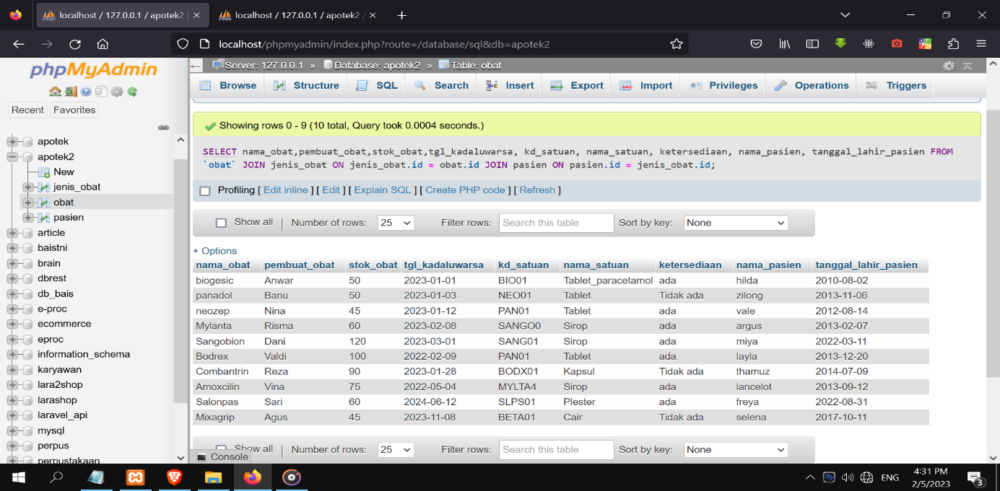 localhost / 127.0.0.1 / apotek2 |
localhost / 127.0.0.1 / apotek2 /
localhost/phpmyadmin/index.php?route=/database/sql&db=apotek2
phpMyAdmin
Recent Favorites
apotek
apotek2
New
jenis_obat
obat
pasien
article
baistni
brain
dbrest
db_bais
e-proc
ecommerce
eproc
information_schema
karyawan
lara2shop
larashop
laravel_api
mysql
perpus
perpustakaan
Server: 127.0.0.1 » Database: apotek2 » Table: obat
Browse Structure SQL Search Insert Export Import Privileges Operations Triggers
Showing rows 0 - 9 (10 total, Query took 0.0004 seconds.)
SELECT nama_obat,pembuat_obat,stok_obat,tgl_kadaluwarsa, kd_satuan, nama_satuan, ketersediaan, nama_pasien, tanggal_lahir_pasien FROM
`obat` JOIN jenis_obat ON jenis_obat.id = obat.id JOIN pasien ON pasien.id = jenis_obat.id;
Profiling [ Edit inline ] [ Edit ] [ Explain SQL ] [ Create PHP code ] [ Refresh ]
Show all | Number of rows: 25 Filter rows: Search this table Sort by key: None
+ Options
nama_obat pembuat_obat stok_obat tgl_kadaluwarsa kd_satuan nama_satuan ketersediaan nama_pasien tanggal_lahir_pasien
biogesic Anwar 50 2023-01-01 BIO01 Tablet_paracetamol ada hilda 2010-08-02
panadol Banu 50 2023-01-03 NEO01 Tablet Tidak ada zilong 2013-11-06
neozep Nina 45 2023-01-12 PAN01 Tablet ada vale 2012-08-14
Mylanta Risma 60 2023-02-08 SANGO0 Sirop ada argus 2013-02-07
Sangobion Dani 120 2023-03-01 SANG01 Sirop ada miya 2022-03-11
Bodrex Valdi 100 2022-02-09 PAN01 Tablet ada layla 2013-12-20
Combantrin Reza 90 2023-01-28 BODX01 Kapsul Tidak ada thamuz 2014-07-09
Amoxcilin Vina 75 2022-05-04 MYLTA4 Sirop ada lancelot 2013-09-12
Salonpas Sari 60 2024-06-12 SLPS01 Plester ada freya 2022-08-31
Mixagrip Agus 45 2023-11-08 BETA01 Cair Tidak ada selena 2017-10-11
Show all | Number of rows: 25 Filter rows: Search this table Sort by key: None
Console
ENG
4:31 PM
2/5/2023
3